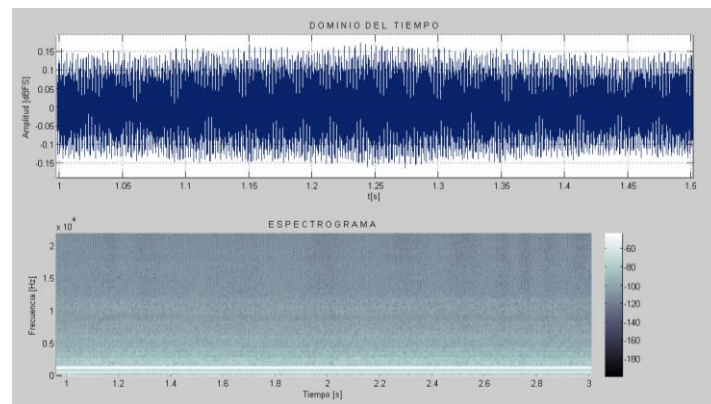 DOMINIO DEL TIEMPO
Amplitud [dBFS]
0.15
0.1
0.05
0
-0.05
-0.1
-0.15
1 1.05 1.1 1.15 1.2 1.25 1.3 1.35 1.4 1.45 1.5
t[s]
ESPECTROGRAMA
x 10^4
Frecuencia [Hz]
2
1.5
1
0.5
0
1 1.2 1.4 1.6 1.8 2 2.2 2.4 2.6 2.8 3
Tiempo [s]
-60
-80
-100
-120
-140
-160
-180